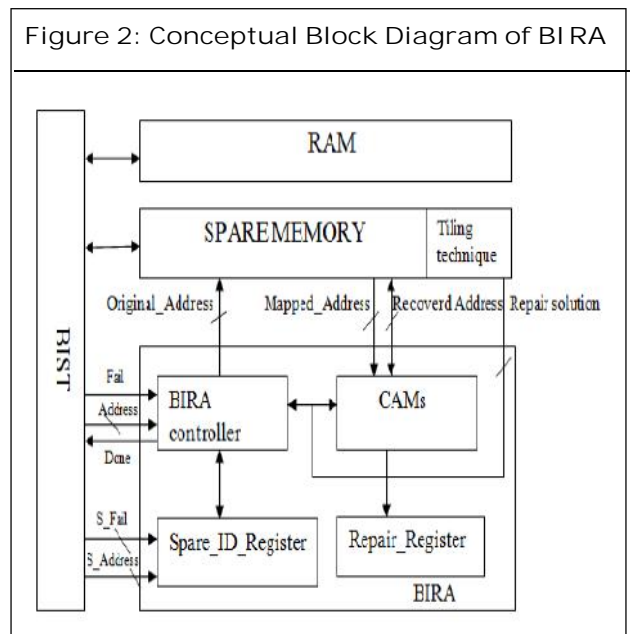 Figure 2: Conceptual Block Diagram of BIRA
RAM
SPAREMEMORY
Tiling
technique
Original_Address
Mapped_Address
Recoverd Address
Repair solution
BIST
Fail
Address
Done
BIRA
controller
CAMs
S_Fail
S_Address
Spare_ID_Register
Repair_Register
BIRA